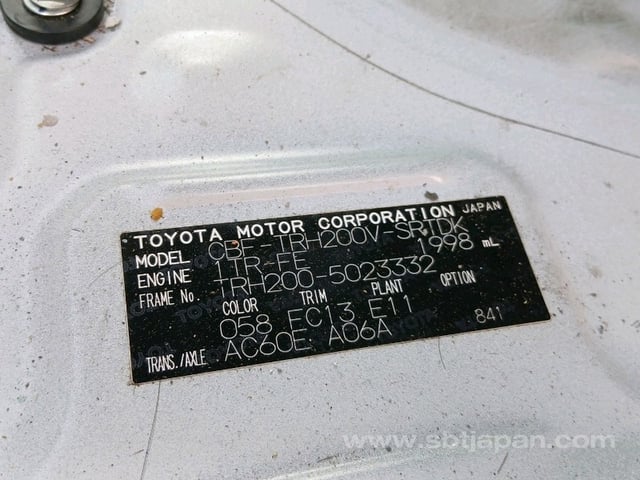 TOYOTA MOTOR CORPORATION JAPAN
MODEL CBF-TRH200V-SRTDK
ENGINE 1TR-FE 1998 mL
FRAME No. TRH200-5023332
COLOR TRIM PLANT OPTION
058 FC13 E11 841
TRANS./AXLE AC60E A06A
www.sbtjapan.com